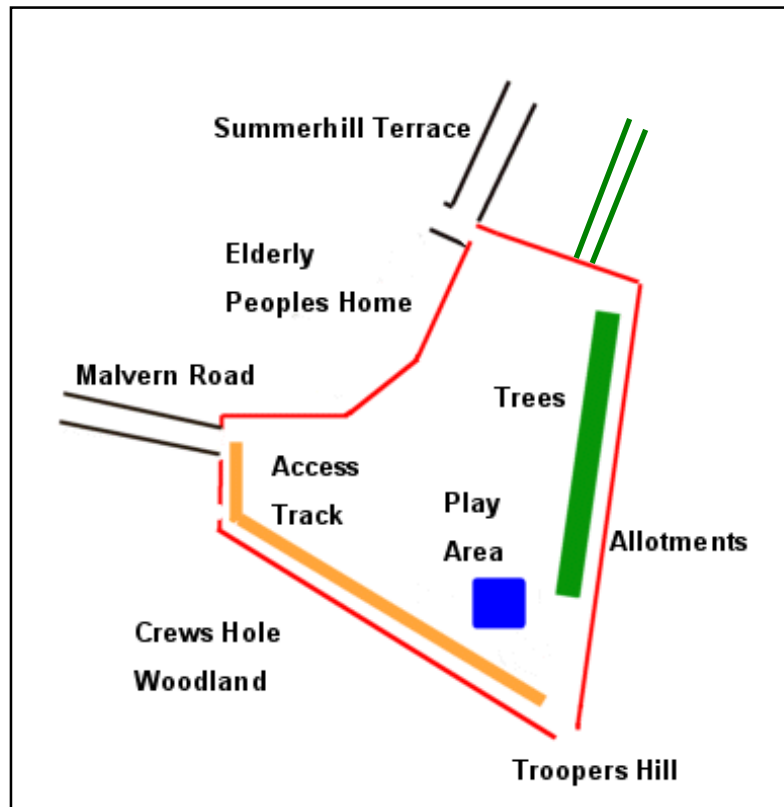 Summerhill Terrace
Elderly
Peoples Home
Malvern Road
Trees
Access
Track
Play
Area
Allotments
Crews Hole
Woodland
Troopers Hill